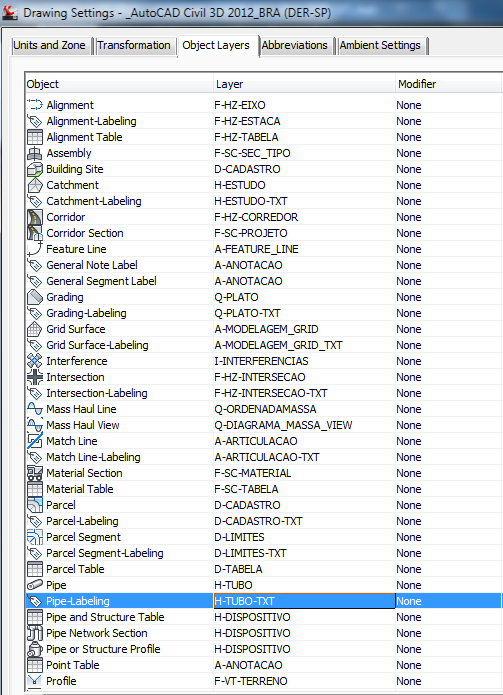 Drawing Settings - _AutoCAD Civil 3D 2012_BRA (DER-SP)
Units and Zone Transformation Object Layers Abbreviations Ambient Settings
Object Layer Modifier
Alignment F-HZ-EIXO None
Alignment-Labeling F-HZ-ESTACA None
Alignment Table F-HZ-TABELA None
Assembly F-SC-SEC_TIPO None
Building Site D-CADASTRO None
Catchment H-ESTUDO None
Catchment-Labeling H-ESTUDO-TXT None
Corridor F-HZ-CORREDOR None
Corridor Section F-SC-PROJETO None
Feature Line A-FEATURE_LINE None
General Note Label A-ANOTACAO None
General Segment Label A-ANOTACAO None
Grading Q-PLATO None
Grading-Labeling Q-PLATO-TXT None
Grid Surface A-MODELAGEM_GRID None
Grid Surface-Labeling A-MODELAGEM_GRID_TXT None
Interference I-INTERFERENCIAS None
Intersection F-HZ-INTERSECAO None
Intersection-Labeling F-HZ-INTERSECAO-TXT None
Mass Haul Line Q-ORDENADAMASSA None
Mass Haul View Q-DIAGRAMA_MASSA_VIEW None
Match Line A-ARTICULACAO None
Match Line-Labeling A-ARTICULACAO-TXT None
Material Section F-SC-MATERIAL None
Material Table F-SC-TABELA None
Parcel D-CADASTRO None
Parcel-Labeling D-CADASTRO-TXT None
Parcel Segment D-LIMITES None
Parcel Segment-Labeling D-LIMITES-TXT None
Parcel Table D-TABELA None
Pipe H-TUBO None
Pipe-Labeling H-TUBO-TXT None
Pipe and Structure Table H-DISPOSITIVO None
Pipe Network Section H-DISPOSITIVO None
Pipe or Structure Profile H-DISPOSITIVO None
Point Table A-ANOTACAO None
Profile F-VT-TERRENO None